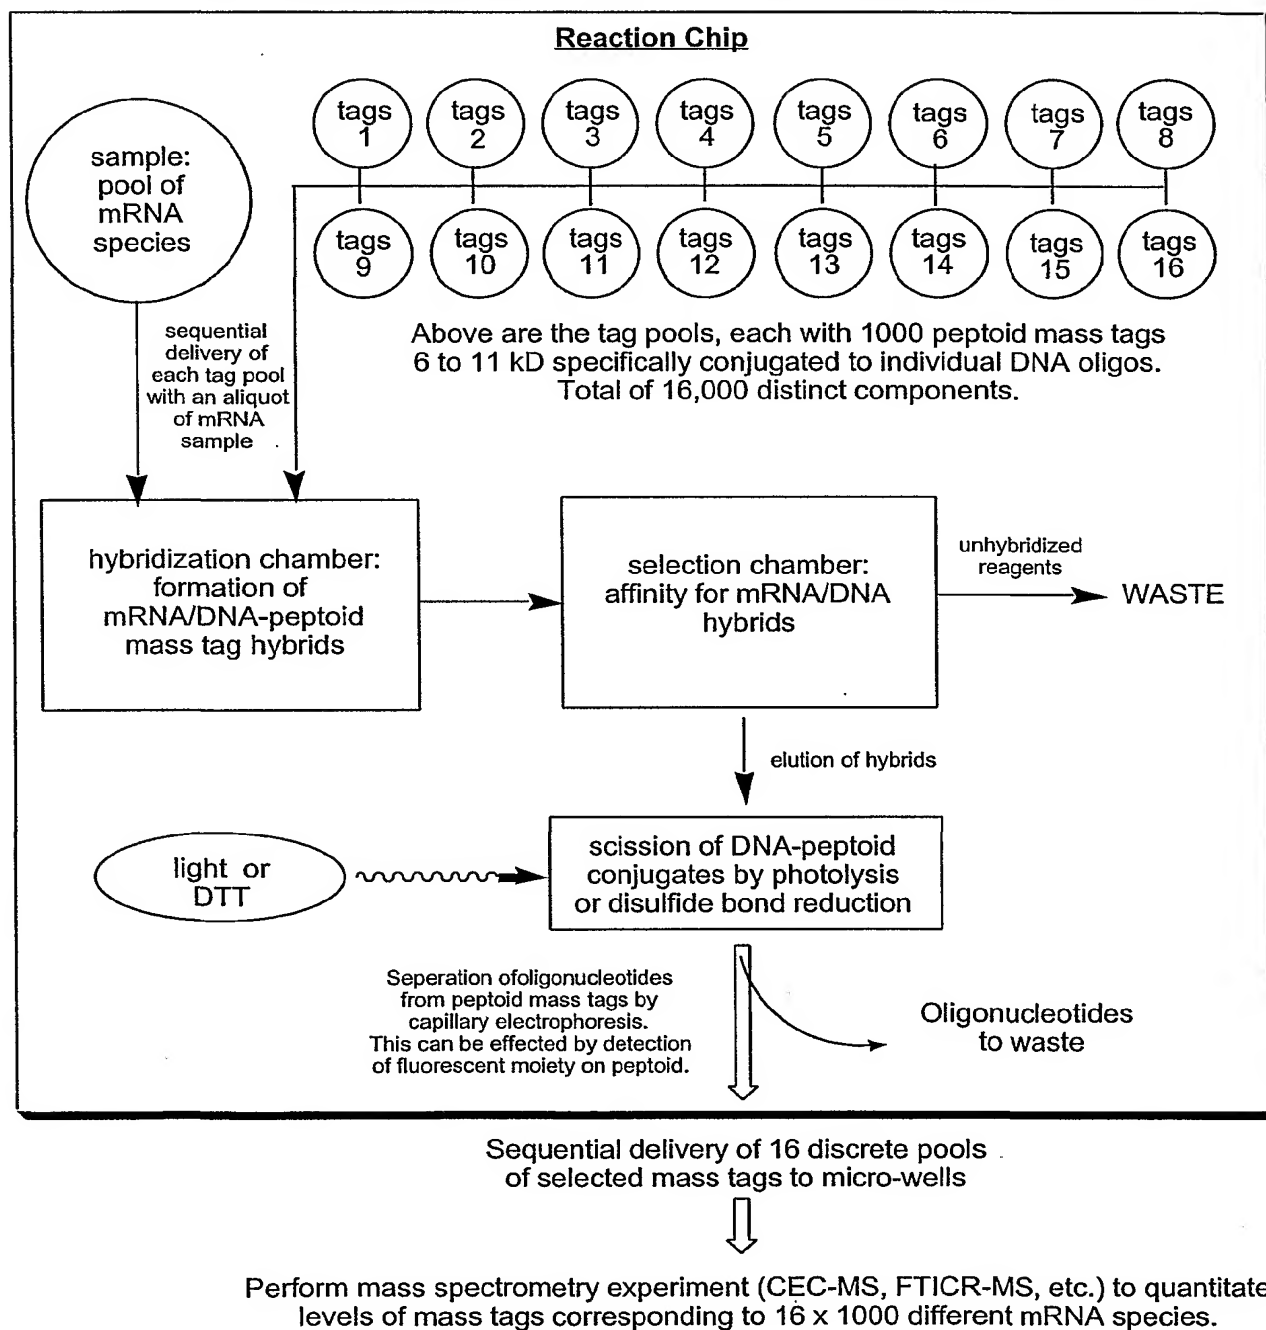 Reaction Chip
sample:
pool of
mRNA
species
tags
1
tags
2
tags
3
tags
4
tags
5
tags
6
tags
7
tags
8
tags
9
tags
10
tags
11
tags
12
tags
13
tags
14
tags
15
tags
16
Above are the tag pools, each with 1000 peptoid mass tags
6 to 11 kD specifically conjugated to individual DNA oligos.
Total of 16,000 distinct components.
sequential
delivery of
each tag pool
with an aliquot
of mRNA
sample
hybridization chamber:
formation of
mRNA/DNA-peptoid
mass tag hybrids
selection chamber:
affinity for mRNA/DNA
hybrids
unhybridized
reagents
WASTE
elution of hybrids
light or
DTT
scission of DNA-peptoid
conjugates by photolysis
or disulfide bond reduction
Seperation ofoligonucleotides
from peptoid mass tags by
capillary electrophoresis.
This can be effected by detection
of fluorescent moiety on peptoid.
Oligonucleotides
to waste
Sequential delivery of 16 discrete pools
of selected mass tags to micro-wells
Perform mass spectrometry experiment (CEC-MS, FTICR-MS, etc.) to quantitate
levels of mass tags corresponding to 16 x 1000 different mRNA species.